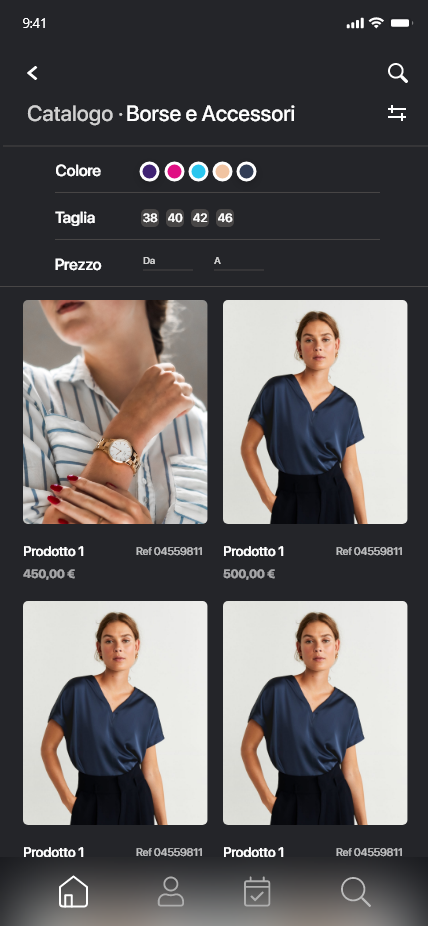 9:41
Catalogo · Borse e Accessori
Colore
Taglia 38 40 42 46
Prezzo Da A
Prodotto 1 Ref 04559811 Prodotto 1 Ref 04559811
450,00 € 500,00 €
Prodotto 1 Ref 04559811 Prodotto 1 Ref 04559811